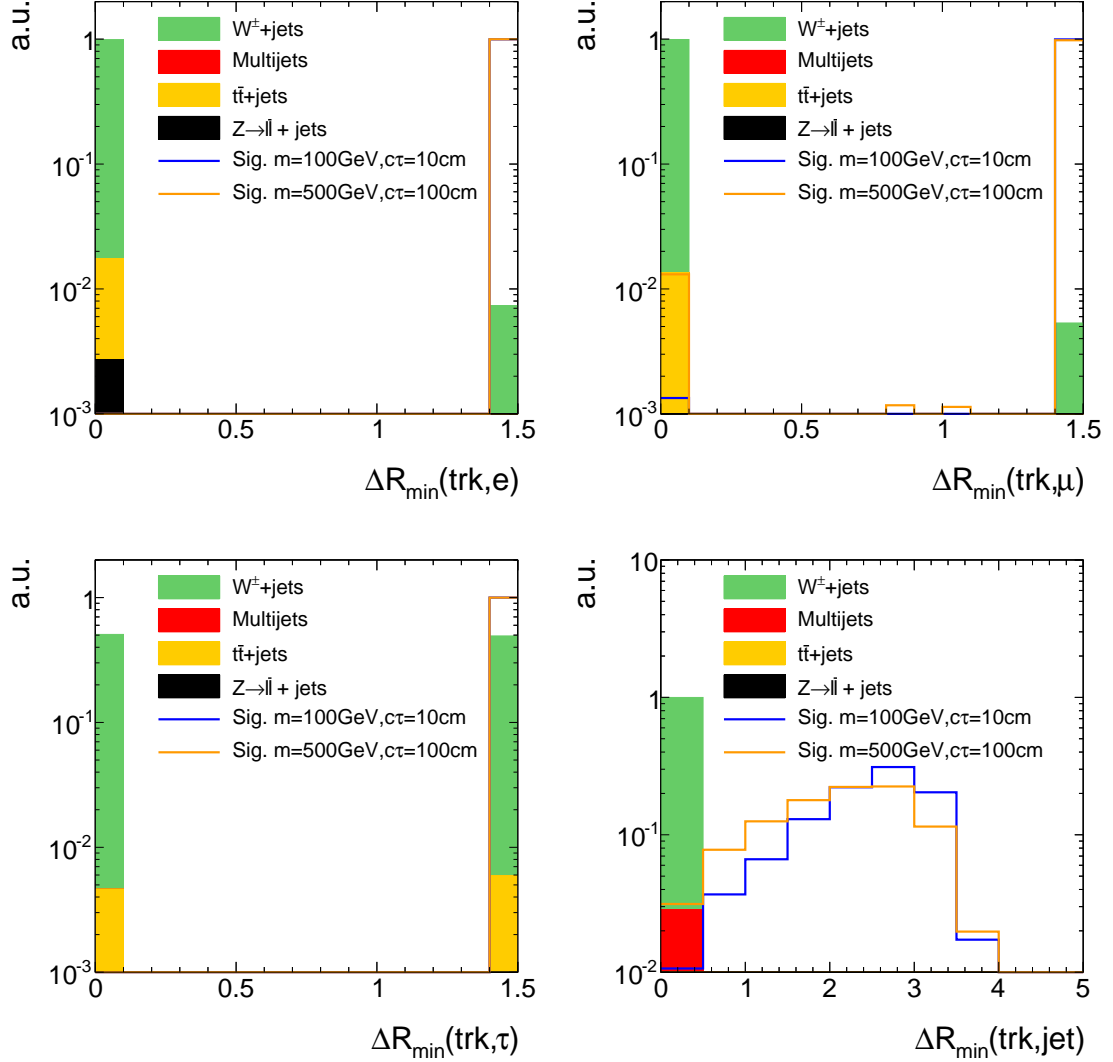 a.u.
W±+jets
Multijets
tt̄+jets
Z→ll̄ + jets
Sig. m=100GeV,cτ=10cm
Sig. m=500GeV,cτ=100cm
1
10⁻¹
10⁻²
10⁻³
0 0.5 1 1.5
ΔRmin(trk,e)
a.u.
W±+jets
Multijets
tt̄+jets
Z→ll̄ + jets
Sig. m=100GeV,cτ=10cm
Sig. m=500GeV,cτ=100cm
1
10⁻¹
10⁻²
10⁻³
0 0.5 1 1.5
ΔRmin(trk,μ)
a.u.
W±+jets
Multijets
tt̄+jets
Z→ll̄ + jets
Sig. m=100GeV,cτ=10cm
Sig. m=500GeV,cτ=100cm
1
10⁻¹
10⁻²
10⁻³
0 0.5 1 1.5
ΔRmin(trk,τ)
a.u.
W±+jets
Multijets
tt̄+jets
Z→ll̄ + jets
Sig. m=100GeV,cτ=10cm
Sig. m=500GeV,cτ=100cm
10
1
10⁻¹
10⁻²
0 1 2 3 4 5
ΔRmin(trk,jet)